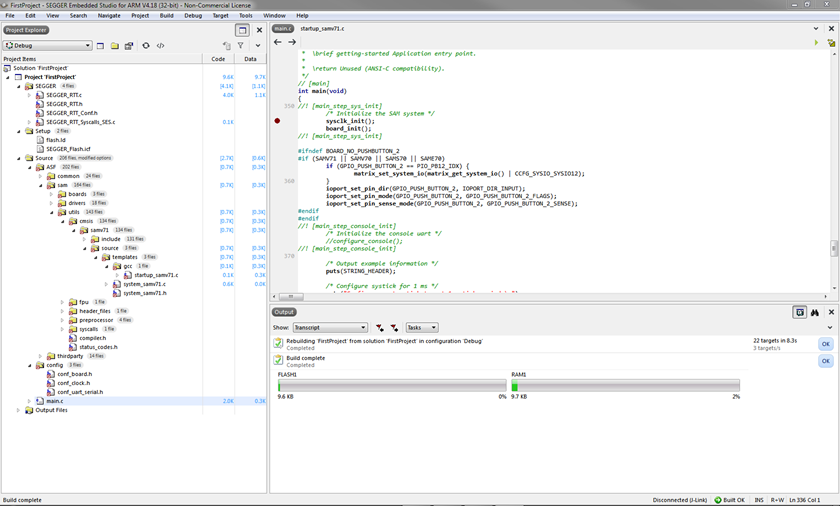 FirstProject - SEGGER Embedded Studio for ARM V4.18 (32-bit) - Non-Commercial License
File Edit View Search Navigate Project Build Debug Target Tools Window Help
Project Explorer
Debug
Project Items Code Data
Solution 'FirstProject'
Project 'FirstProject' 9.6K 9.7K
SEGGER 4 files [4.1K] [1.1K]
SEGGER_RTT.c 4.0K 1.1K
SEGGER_RTT.h
SEGGER_RTT_Conf.h
SEGGER_RTT_Syscalls_SES.c 0.1K
Setup 2 files
flash.ld
SEGGER_Flash.icf
Source 206 files, modified options [2.7K] [0.6K]
ASF 202 files [0.7K] [0.3K]
common 24 files
sam 164 files [0.7K] [0.3K]
boards 3 files
drivers 18 files
utils 143 files [0.7K] [0.3K]
cmsis 134 files [0.7K] [0.3K]
samv71 134 files [0.7K] [0.3K]
include 131 files
source 3 files [0.7K] [0.3K]
templates 3 files [0.7K] [0.3K]
gcc 1 file [0.1K] [0.3K]
startup_samv71.c 0.1K 0.3K
system_samv71.c 0.6K 0.0K
system_samv71.h
fpu 1 file
header_files 1 file
preprocessor 4 files
syscalls 1 file
compiler.h
status_codes.h
thirdparty 14 files
config 3 files
conf_board.h
conf_clock.h
conf_uart_serial.h
main.c 2.0K 0.3K
Output Files
main.c startup_samv71.c
* \brief getting-started Application entry point.
*
* \return Unused (ANSI-C compatibility).
*/
// [main]
int main(void)
350 {
//! [main_step_sys_init]
/* Initialize the SAM system */
sysclk_init();
board_init();
//! [main_step_sys_init]
#ifndef BOARD_NO_PUSHBUTTON_2
#if (SAMV71 || SAMV70 || SAMS70 || SAME70)
if (GPIO_PUSH_BUTTON_2 == PIO_PB12_IDX) {
matrix_set_system_io(matrix_get_system_io() | CCFG_SYSIO_SYSIO12);
360 }
ioport_set_pin_dir(GPIO_PUSH_BUTTON_2, IOPORT_DIR_INPUT);
ioport_set_pin_mode(GPIO_PUSH_BUTTON_2, GPIO_PUSH_BUTTON_2_FLAGS);
ioport_set_pin_sense_mode(GPIO_PUSH_BUTTON_2, GPIO_PUSH_BUTTON_2_SENSE);
#endif
#endif
//! [main_step_console_init]
/* Initialize the console uart */
//configure_console();
//! [main_step_console_init]
370
/* Output example information */
puts(STRING_HEADER);
/* Configure systick for 1 ms */
Output
Show: Transcript Tasks
Rebuilding 'FirstProject' from solution 'FirstProject' in configuration 'Debug' 22 targets in 8.3s OK
Completed 3 targets/s
Build complete OK
Completed
FLASH1 RAM1
9.6 KB 0% 9.7 KB 2%
Build complete Disconnected (J-Link) Built OK INS R+W Ln 336 Col 1